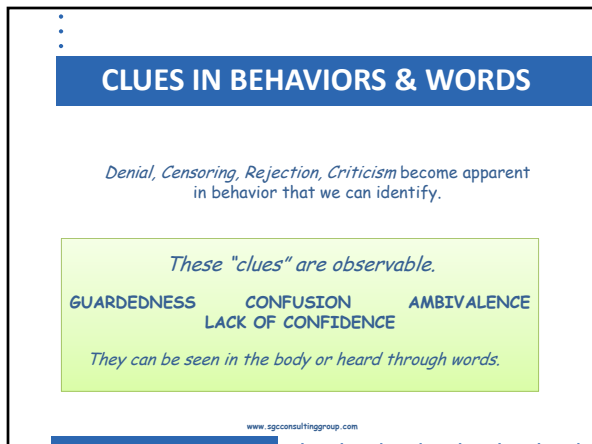 CLUES IN BEHAVIORS & WORDS
Denial, Censoring, Rejection, Criticism become apparent
in behavior that we can identify.
These "clues" are observable.
GUARDEDNESS CONFUSION AMBIVALENCE
LACK OF CONFIDENCE
They can be seen in the body or heard through words.
www.sgcconsultinggroup.com